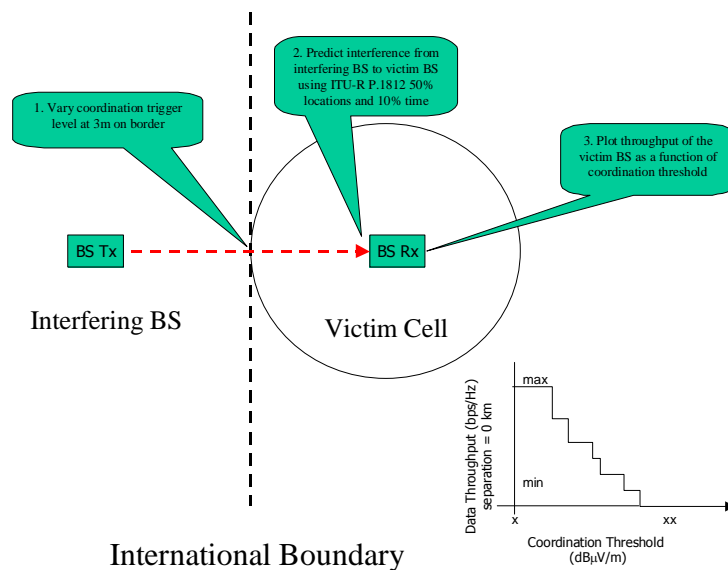 2. Predict interference from
interfering BS to victim BS
using ITU-R P.1812 50%
locations and 10% time
1. Vary coordination trigger
level at 3m on border
3. Plot throughput of the
victim BS as a function of
coordination threshold
BS Tx
BS Rx
Interfering BS
Victim Cell
Data Throughput (bps/Hz)
separation = 0 km
max
min
x
xx
Coordination Threshold
(dBµV/m)
International Boundary